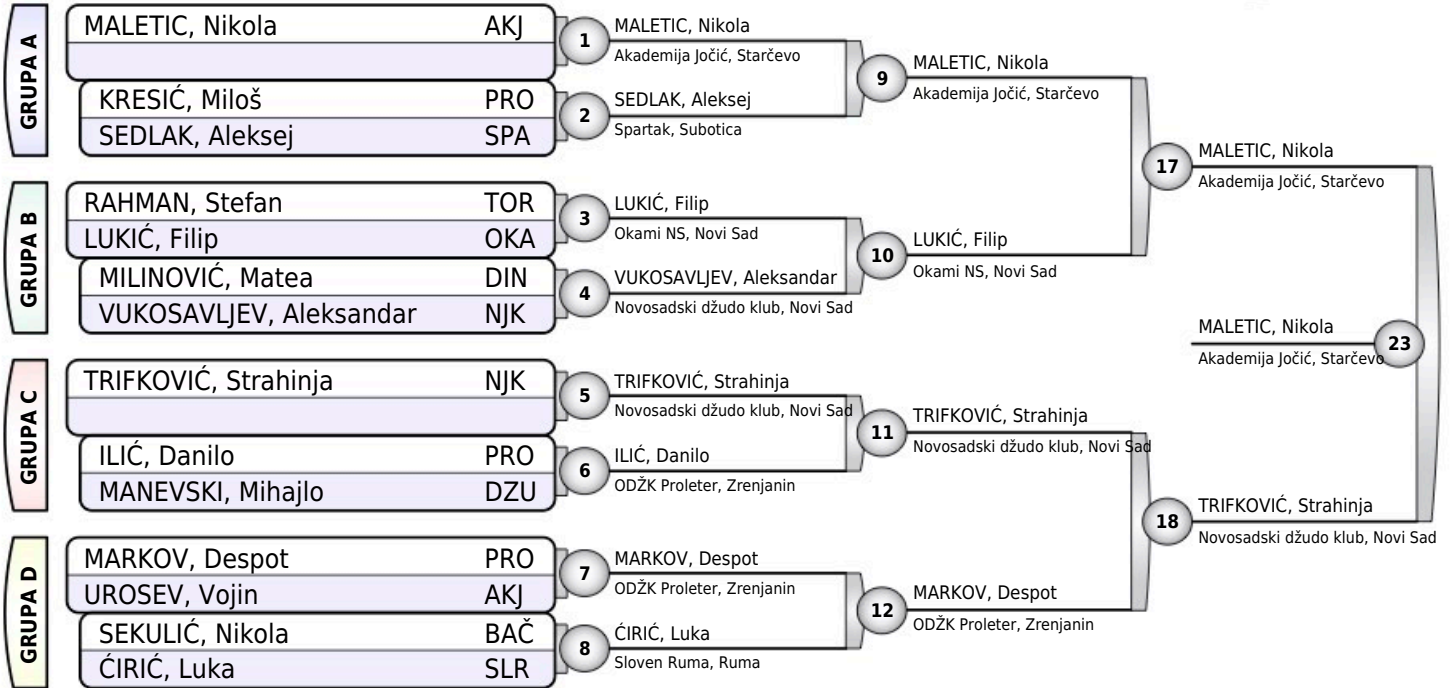 GRUPA A
MALETIC, Nikola AKJ
KRESIĆ, Miloš PRO
SEDLAK, Aleksej SPA
GRUPA B
RAHMAN, Stefan TOR
LUKIĆ, Filip OKA
MILINOVIĆ, Matea DIN
VUKOSAVLJEV, Aleksandar NJK
GRUPA C
TRIFKOVIĆ, Strahinja NJK
ILIĆ, Danilo PRO
MANEVSKI, Mihajlo DZU
GRUPA D
MARKOV, Despot PRO
UROSEV, Vojin AKJ
SEKULIĆ, Nikola BAČ
ĆIRIĆ, Luka SLR
1
MALETIC, Nikola
Akademija Jočić, Starčevo
2
SEDLAK, Aleksej
Spartak, Subotica
3
LUKIĆ, Filip
Okami NS, Novi Sad
4
VUKOSAVLJEV, Aleksandar
Novosadski džudo klub, Novi Sad
5
TRIFKOVIĆ, Strahinja
Novosadski džudo klub, Novi Sad
6
ILIĆ, Danilo
ODŽK Proleter, Zrenjanin
7
MARKOV, Despot
ODŽK Proleter, Zrenjanin
8
ĆIRIĆ, Luka
Sloven Ruma, Ruma
9
MALETIC, Nikola
Akademija Jočić, Starčevo
10
LUKIĆ, Filip
Okami NS, Novi Sad
11
TRIFKOVIĆ, Strahinja
Novosadski džudo klub, Novi Sad
12
MARKOV, Despot
ODŽK Proleter, Zrenjanin
17
MALETIC, Nikola
Akademija Jočić, Starčevo
18
TRIFKOVIĆ, Strahinja
Novosadski džudo klub, Novi Sad
MALETIC, Nikola
Akademija Jočić, Starčevo
23